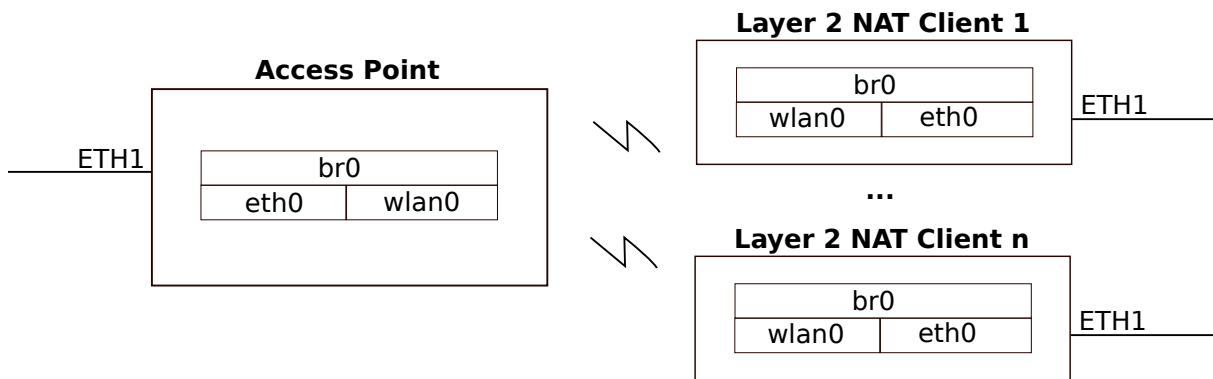 Access Point
ETH1
br0
eth0 wlan0
Layer 2 NAT Client 1
br0
wlan0 eth0
ETH1
...
Layer 2 NAT Client n
br0
wlan0 eth0
ETH1